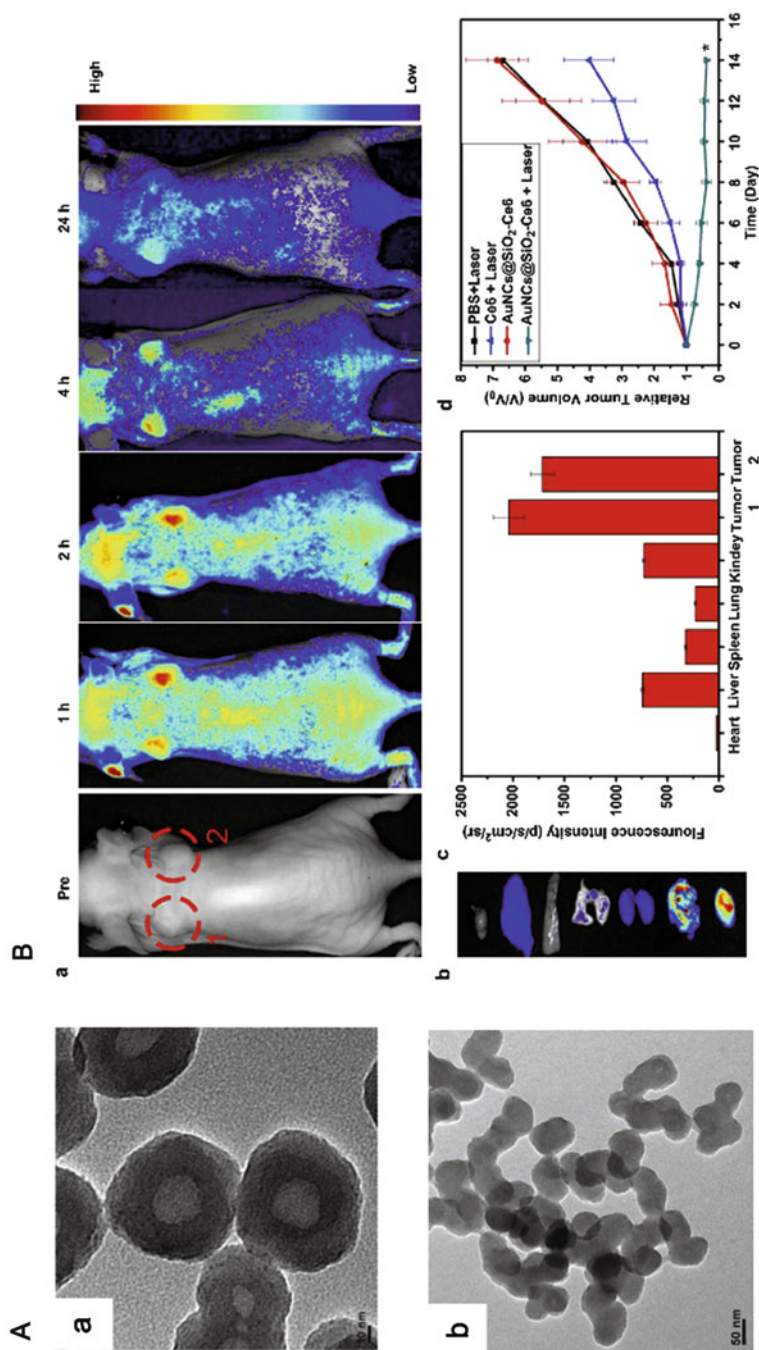 A
a
nm
b
50 nm
B
a
Pre
1 h
2 h
4 h
24 h
High
Low
1
2
b
c
Flourescence Intensity (p/s/cm²/sr)
2500
2000
1500
1000
500
0
Heart Liver Spleen Lung Kindey Tumor Tumor
1 2
d
Relative Tumor Volume (V/V₀)
8
7
6
5
4
3
2
1
0
PBS+Laser
Ce6 + Laser
AuNCs@SiO₂-Ce6
AuNCs@SiO₂-Ce6 + Laser
*
0 2 4 6 8 10 12 14
Time (Day)